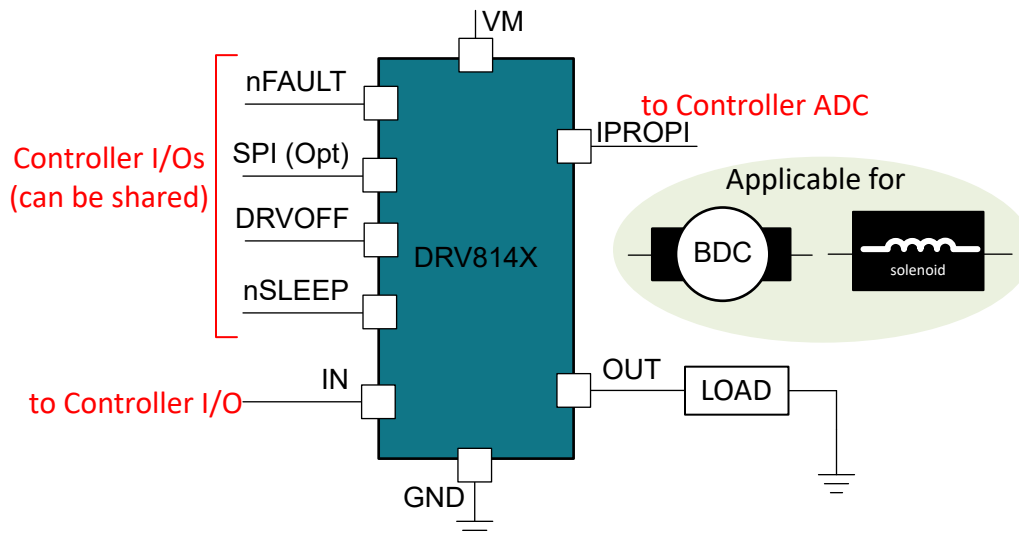 VM
nFAULT
to Controller ADC
IPROPI
SPI (Opt)
Controller I/Os
(can be shared)
Applicable for
DRVOFF
DRV814X
BDC
solenoid
nSLEEP
IN
OUT
LOAD
to Controller I/O
GND